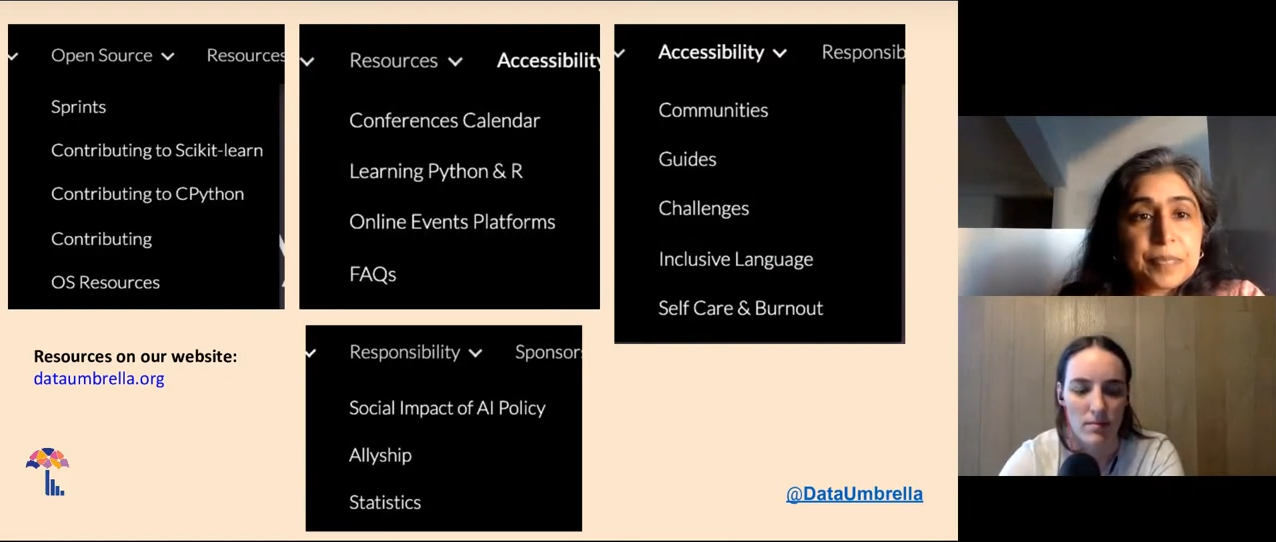 Open Source
Resources
Sprints
Contributing to Scikit-learn
Contributing to CPython
Contributing
OS Resources
Resources
Accessibility
Conferences Calendar
Learning Python & R
Online Events Platforms
FAQs
Accessibility
Responsib
Communities
Guides
Challenges
Inclusive Language
Self Care & Burnout
Resources on our website:
dataumbrella.org
Responsibility
Sponsor
Social Impact of AI Policy
Allyship
Statistics
@DataUmbrella